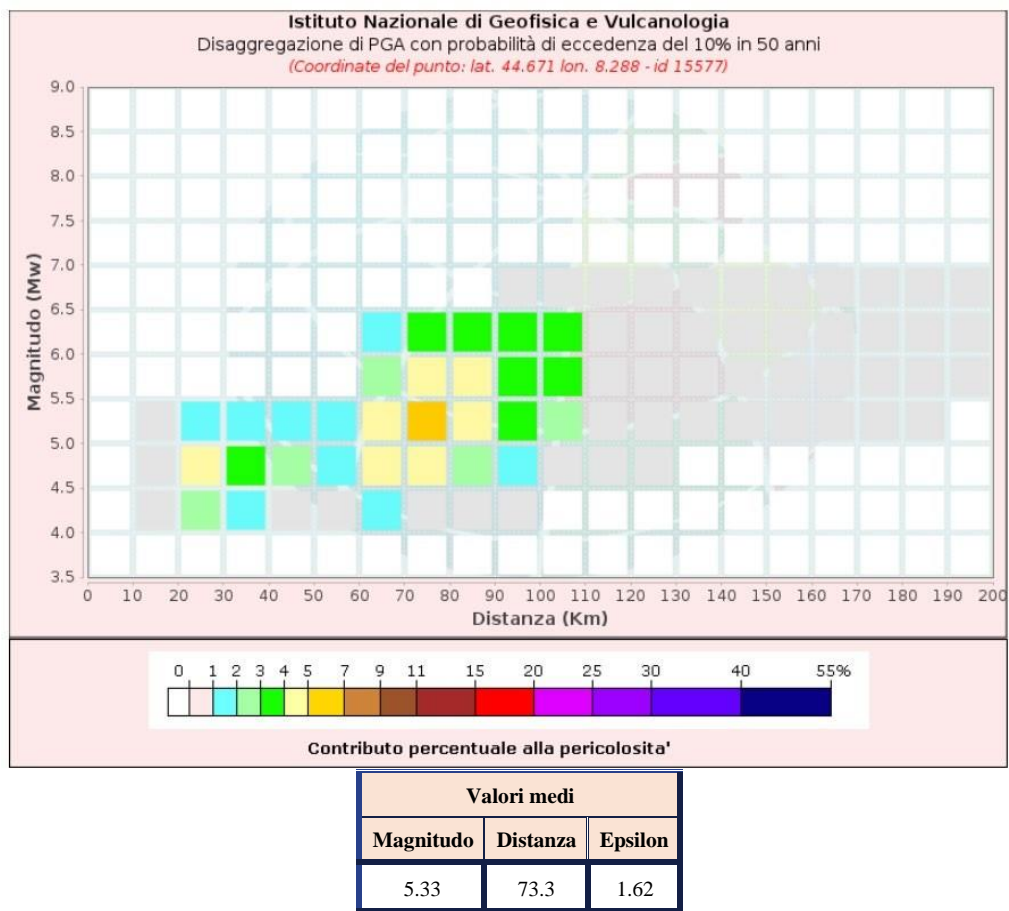 Istituto Nazionale di Geofisica e Vulcanologia
Disaggregazione di PGA con probabilità di eccedenza del 10% in 50 anni
(Coordinate del punto: lat. 44.671 lon. 8.288 - id 15577)
9.0
8.5
8.0
7.5
7.0
6.5
6.0
5.5
5.0
4.5
4.0
3.5
Magnitudo (Mw)
0 10 20 30 40 50 60 70 80 90 100 110 120 130 140 150 160 170 180 190 200
Distanza (Km)
0 1 2 3 4 5 7 9 11 15 20 25 30 40 55%
Contributo percentuale alla pericolosita'
Valori medi
Magnitudo Distanza Epsilon
5.33 73.3 1.62